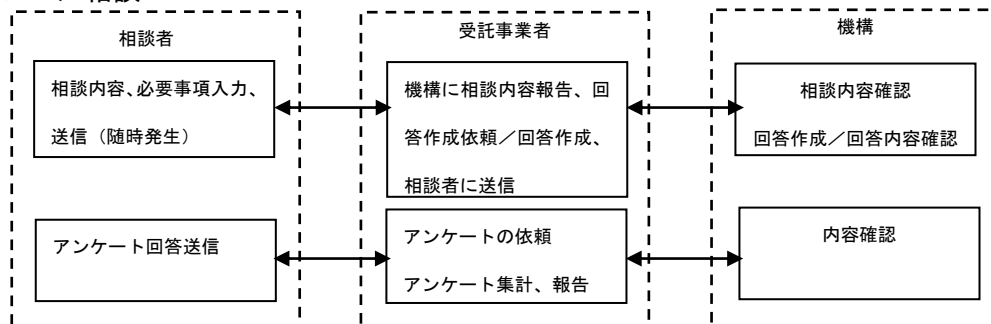 相談者
受託事業者
機構
相談内容、必要事項入力、
送信（随時発生）
機構に相談内容報告、回
答作成依頼／回答作成、
相談者に送信
相談内容確認
回答作成／回答内容確認
アンケート回答送信
アンケートの依頼
アンケート集計、報告
内容確認